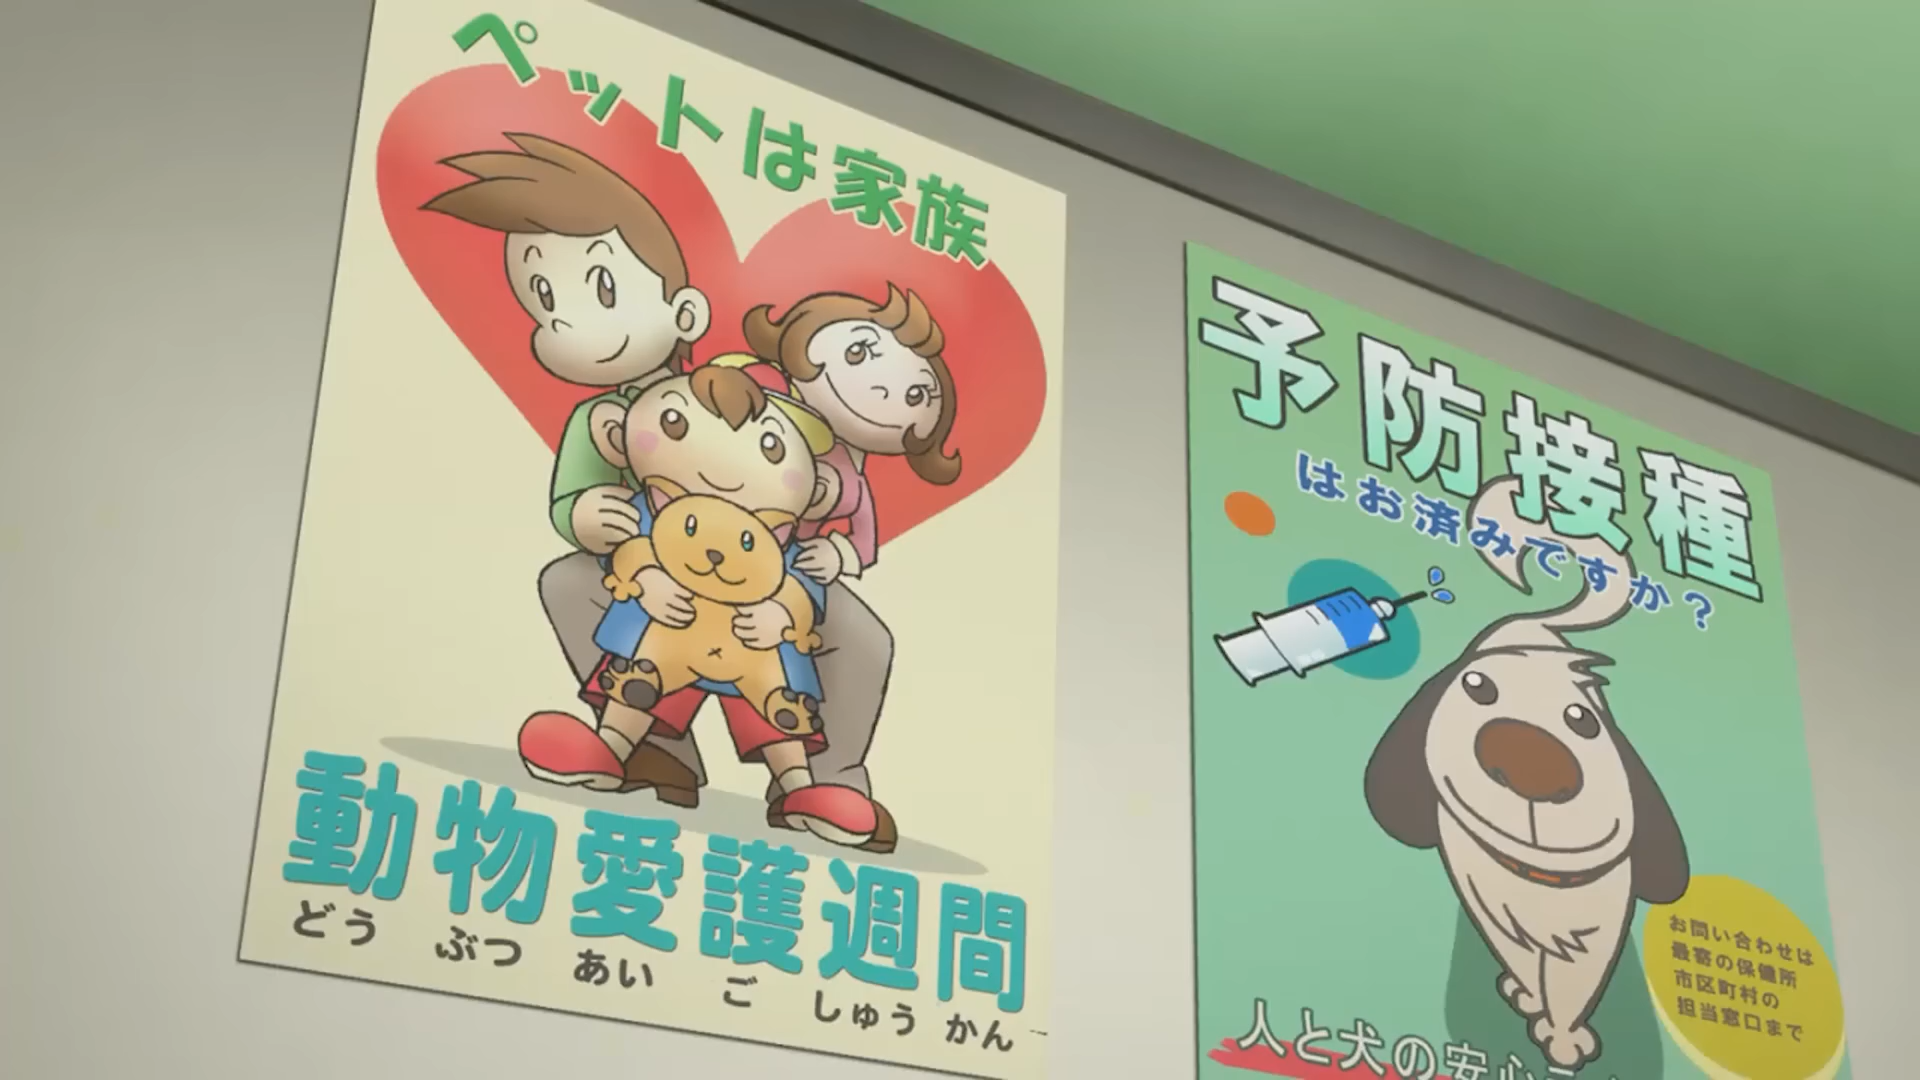 ペットは家族
動物愛護週間
どうぶつあいごしゅうかん
予防接種
はお済みですか?
お問い合わせは
最寄の保健所
市区町村の
担当窓口まで
人と犬の安心